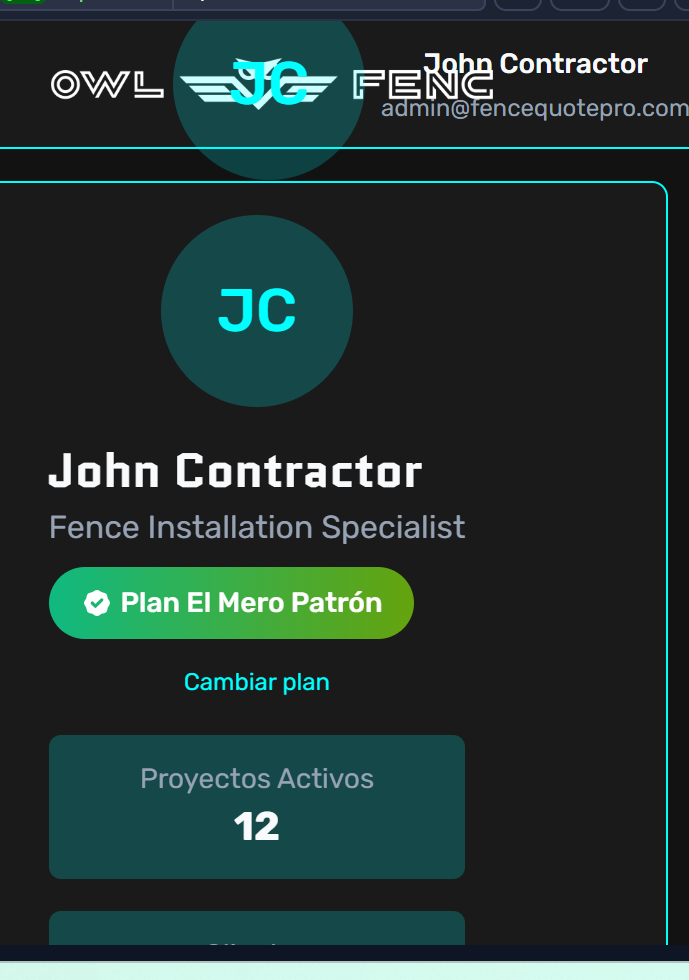 OWL FENC
JC
John Contractor
admin@fencequotepro.com
JC
John Contractor
Fence Installation Specialist
Plan El Mero Patrón
Cambiar plan
Proyectos Activos
12